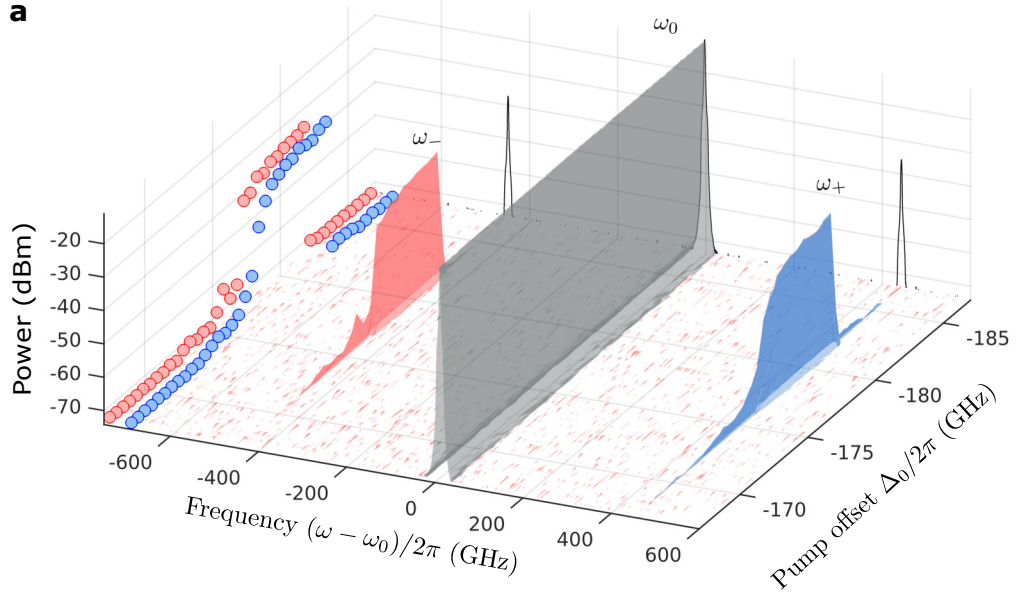 a
ω₀
ω₋
ω₊
Power (dBm)
-20
-30
-40
-50
-60
-70
-600
-400
-200
0
200
400
600
Frequency (ω − ω₀)/2π (GHz)
-185
-180
-175
-170
Pump offset Δ₀/2π (GHz)